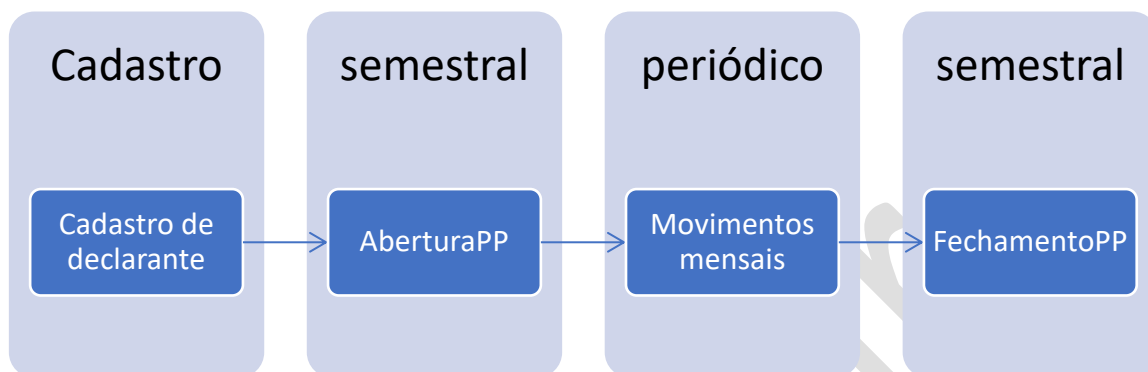 Cadastro
semestral
periódico
semestral
Cadastro de
declarante
AberturaPP
Movimentos
mensais
FechamentoPP